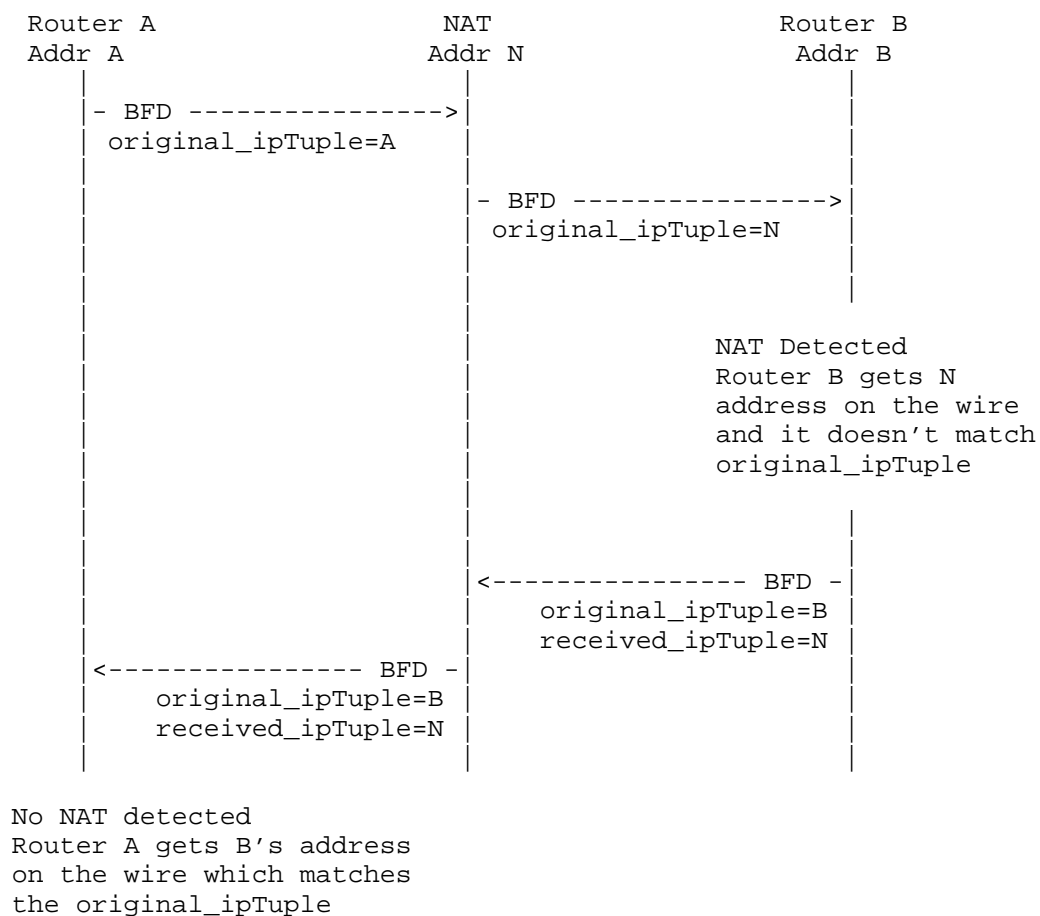 Router A NAT Router B
Addr A Addr N Addr B
|- BFD ---------------->|
original_ipTuple=A
|- BFD ---------------->|
original_ipTuple=N
NAT Detected
Router B gets N
address on the wire
and it doesn't match
original_ipTuple
|<---------------- BFD -|
original_ipTuple=B
received_ipTuple=N
|<---------------- BFD -|
original_ipTuple=B
received_ipTuple=N
No NAT detected
Router A gets B's address
on the wire which matches
the original_ipTuple